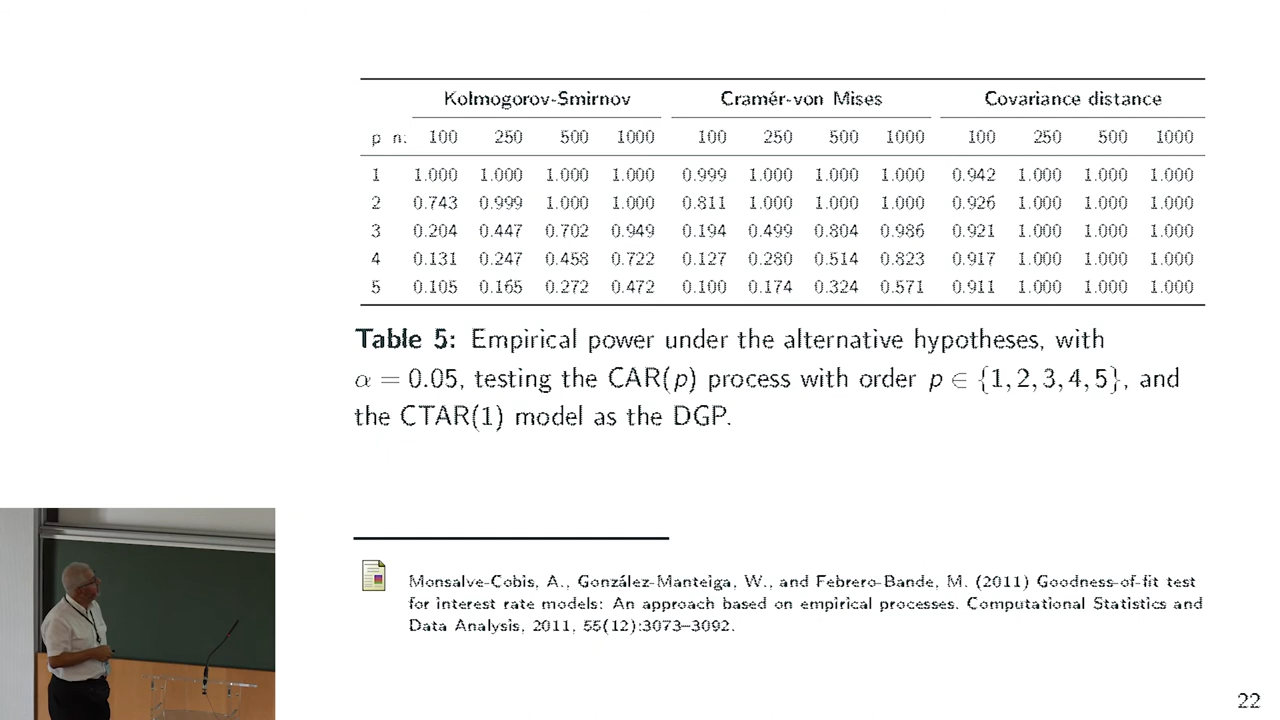 Kolmogorov-Smirnov Cramér-von Mises Covariance distance
p n: 100 250 500 1000 100 250 500 1000 100 250 500 1000
1 1.000 1.000 1.000 1.000 0.999 1.000 1.000 1.000 0.942 1.000 1.000 1.000
2 0.743 0.999 1.000 1.000 0.811 1.000 1.000 1.000 0.926 1.000 1.000 1.000
3 0.204 0.447 0.702 0.949 0.194 0.499 0.804 0.986 0.921 1.000 1.000 1.000
4 0.131 0.247 0.458 0.722 0.127 0.280 0.514 0.823 0.917 1.000 1.000 1.000
5 0.105 0.165 0.272 0.472 0.100 0.174 0.324 0.571 0.911 1.000 1.000 1.000
Table 5: Empirical power under the alternative hypotheses, with
α = 0.05, testing the CAR(p) process with order p ∈ {1, 2, 3, 4, 5}, and
the CTAR(1) model as the DGP.
Monsalve-Cobis, A., González-Manteiga, W., and Febrero-Bande, M. (2011) Goodness-of-fit test
for interest rate models: An approach based on empirical processes. Computational Statistics and
Data Analysis, 2011, 55(12):3073–3092.
22